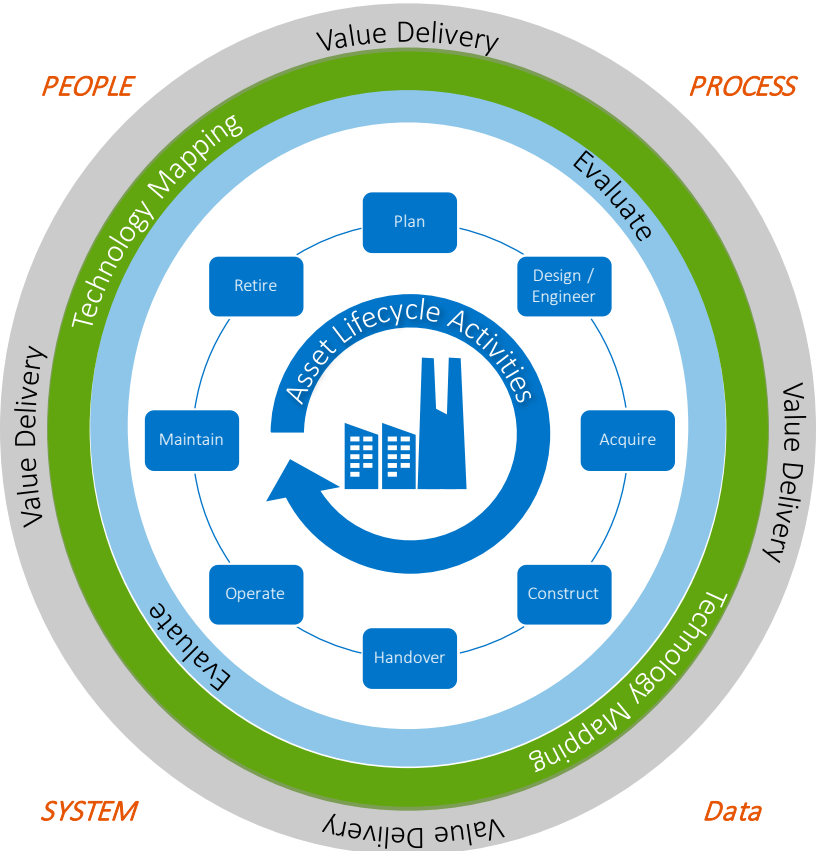 Value Delivery
PEOPLE
PROCESS
Technology Mapping
Evaluate
Plan
Retire
Design /
Engineer
Asset Lifecycle Activities
Value Delivery
Value Delivery
Maintain
Acquire
Operate
Construct
Evaluate
Handover
Technology Mapping
SYSTEM
Data
Value Delivery